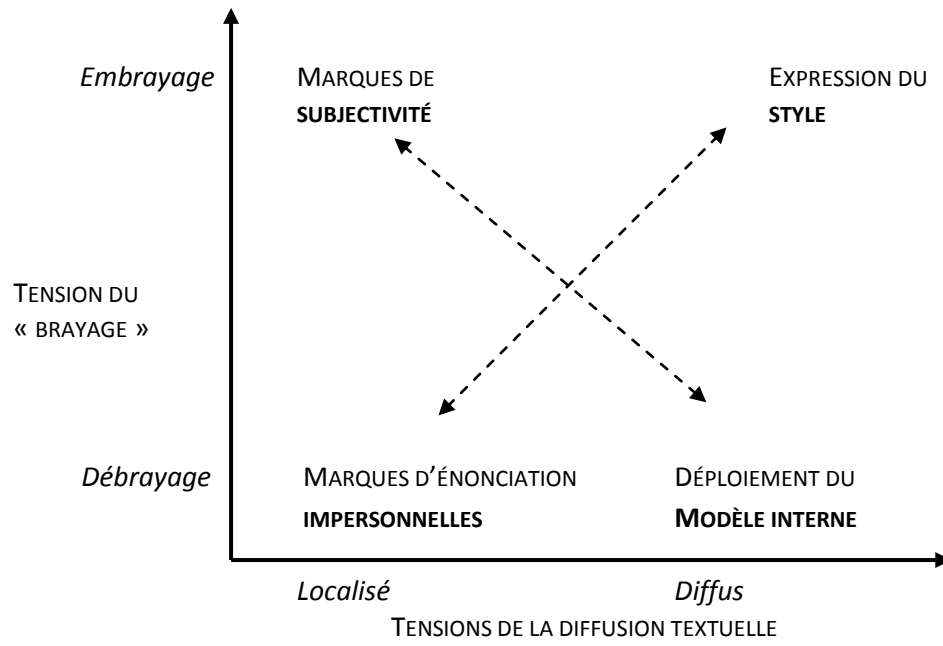 Embrayage
MARQUES DE
SUBJECTIVITÉ
EXPRESSION DU
STYLE
TENSION DU
« BRAYAGE »
Débrayage
MARQUES D’ÉNONCIATION
IMPERSONNELLES
DÉPLOIEMENT DU
MODÈLE INTERNE
Localisé
Diffus
TENSIONS DE LA DIFFUSION TEXTUELLE